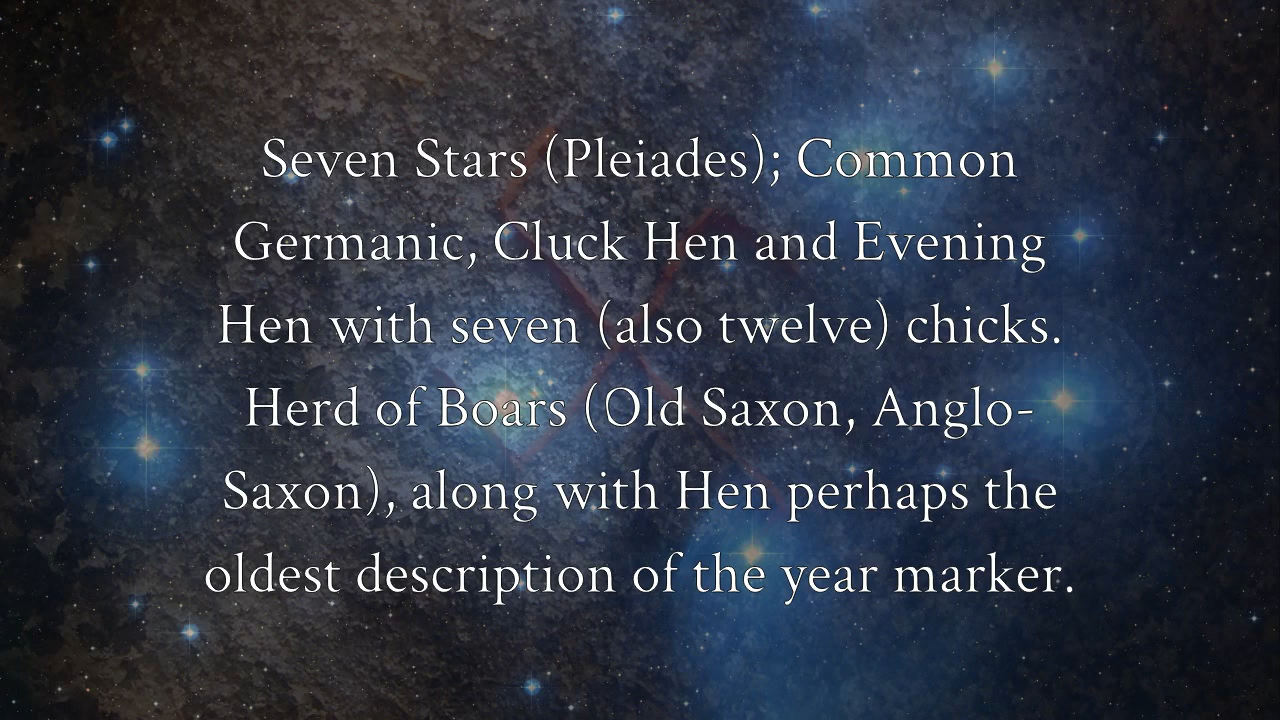 Seven Stars (Pleiades); Common
Germanic, Cluck Hen and Evening
Hen with seven (also twelve) chicks.
Herd of Boars (Old Saxon, Anglo-
Saxon), along with Hen perhaps the
oldest description of the year marker.